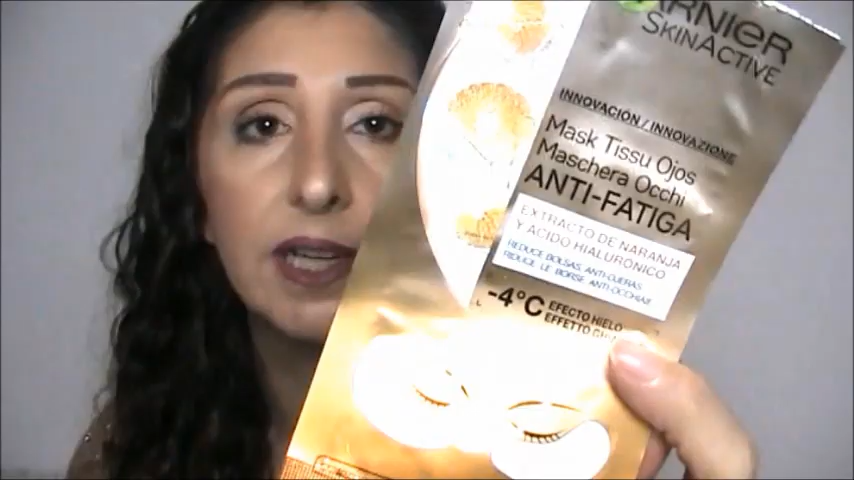 GARNIER
SKINACTIVE
INNOVACIÓN/INNOVAZIONE
Mask Tissu Ojos
Maschera Occhi
ANTI-FATIGA
EXTRACTO DE NARANJA
Y ÁCIDO HIALURÓNICO
REDUCE BOLSAS, ANTI-OJERAS
RIDUCE LE BORSE, ANTI-OCCHIAIE
-4°C
EFECTO HIELO
EFFETTO